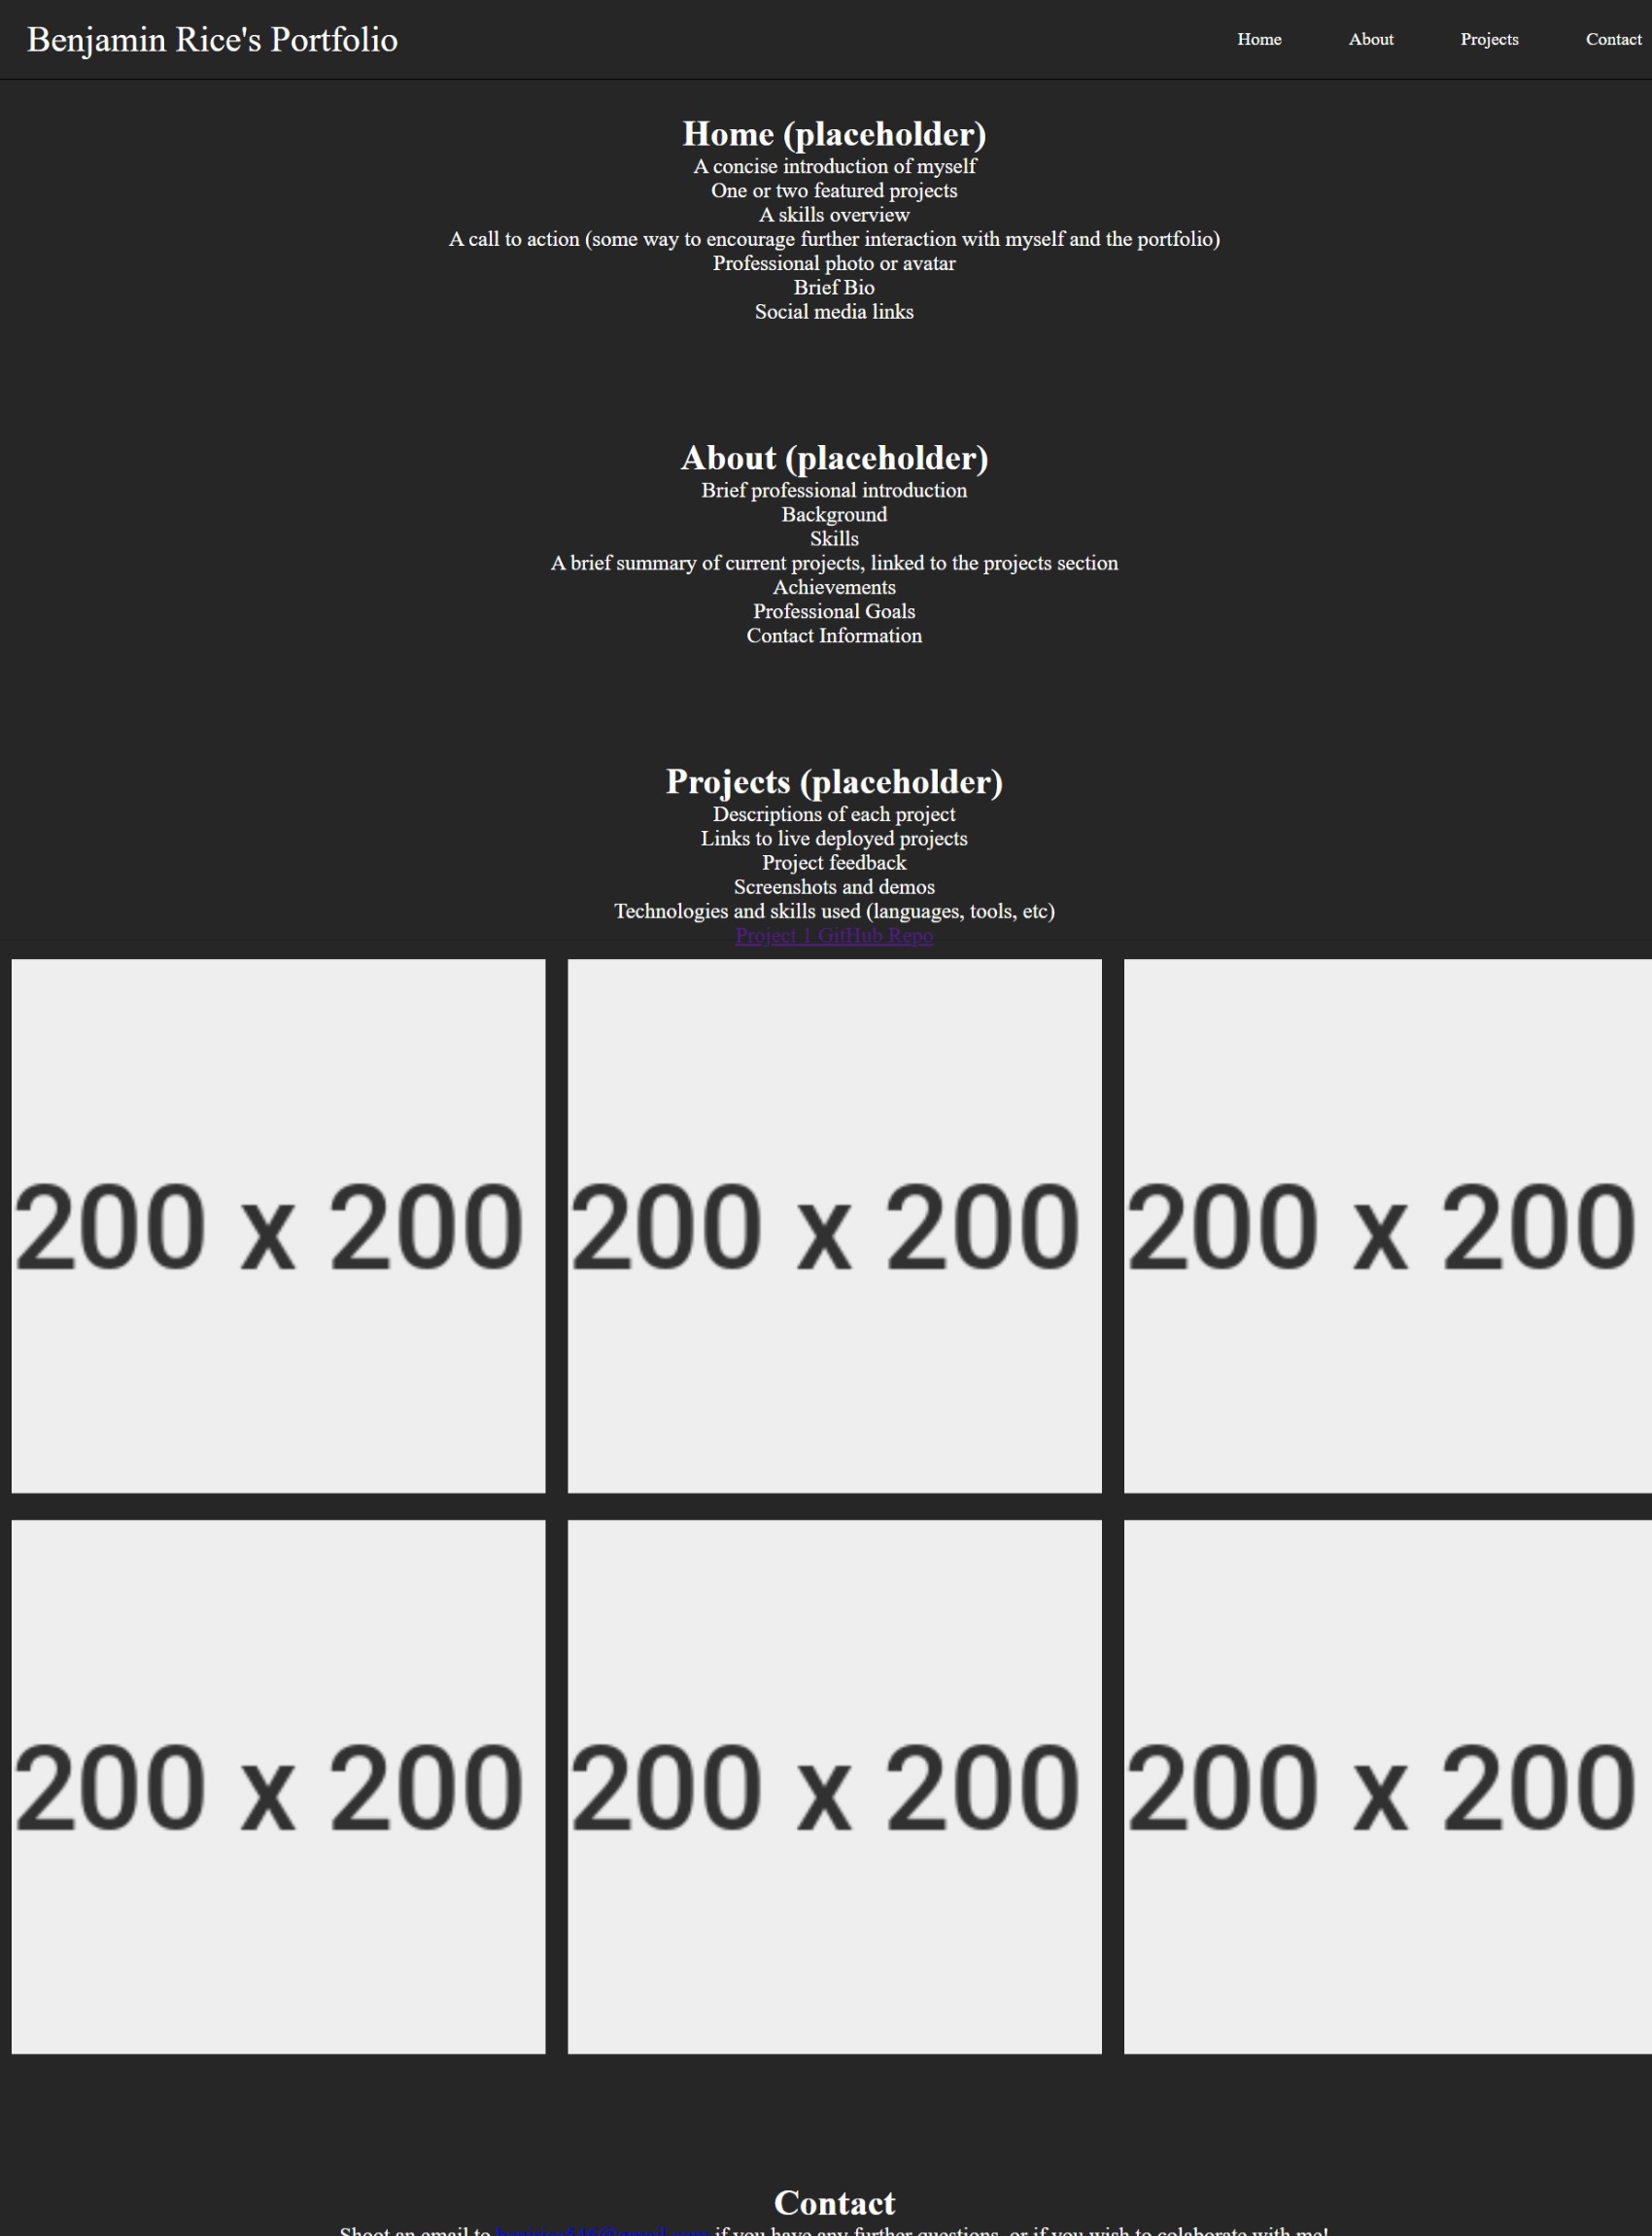 Benjamin Rice's Portfolio
Home
About
Projects
Contact
Home (placeholder)
A concise introduction of myself
One or two featured projects
A skills overview
A call to action (some way to encourage further interaction with myself and the portfolio)
Professional photo or avatar
Brief Bio
Social media links
About (placeholder)
Brief professional introduction
Background
Skills
A brief summary of current projects, linked to the projects section
Achievements
Professional Goals
Contact Information
Projects (placeholder)
Descriptions of each project
Links to live deployed projects
Project feedback
Screenshots and demos
Technologies and skills used (languages, tools, etc)
Project 1 GitHub Repo
200 x 200 200 x 200 200 x 200
200 x 200 200 x 200 200 x 200
Contact
Shoot an email to if you have any further questions, or if you wish to colaborate with me!